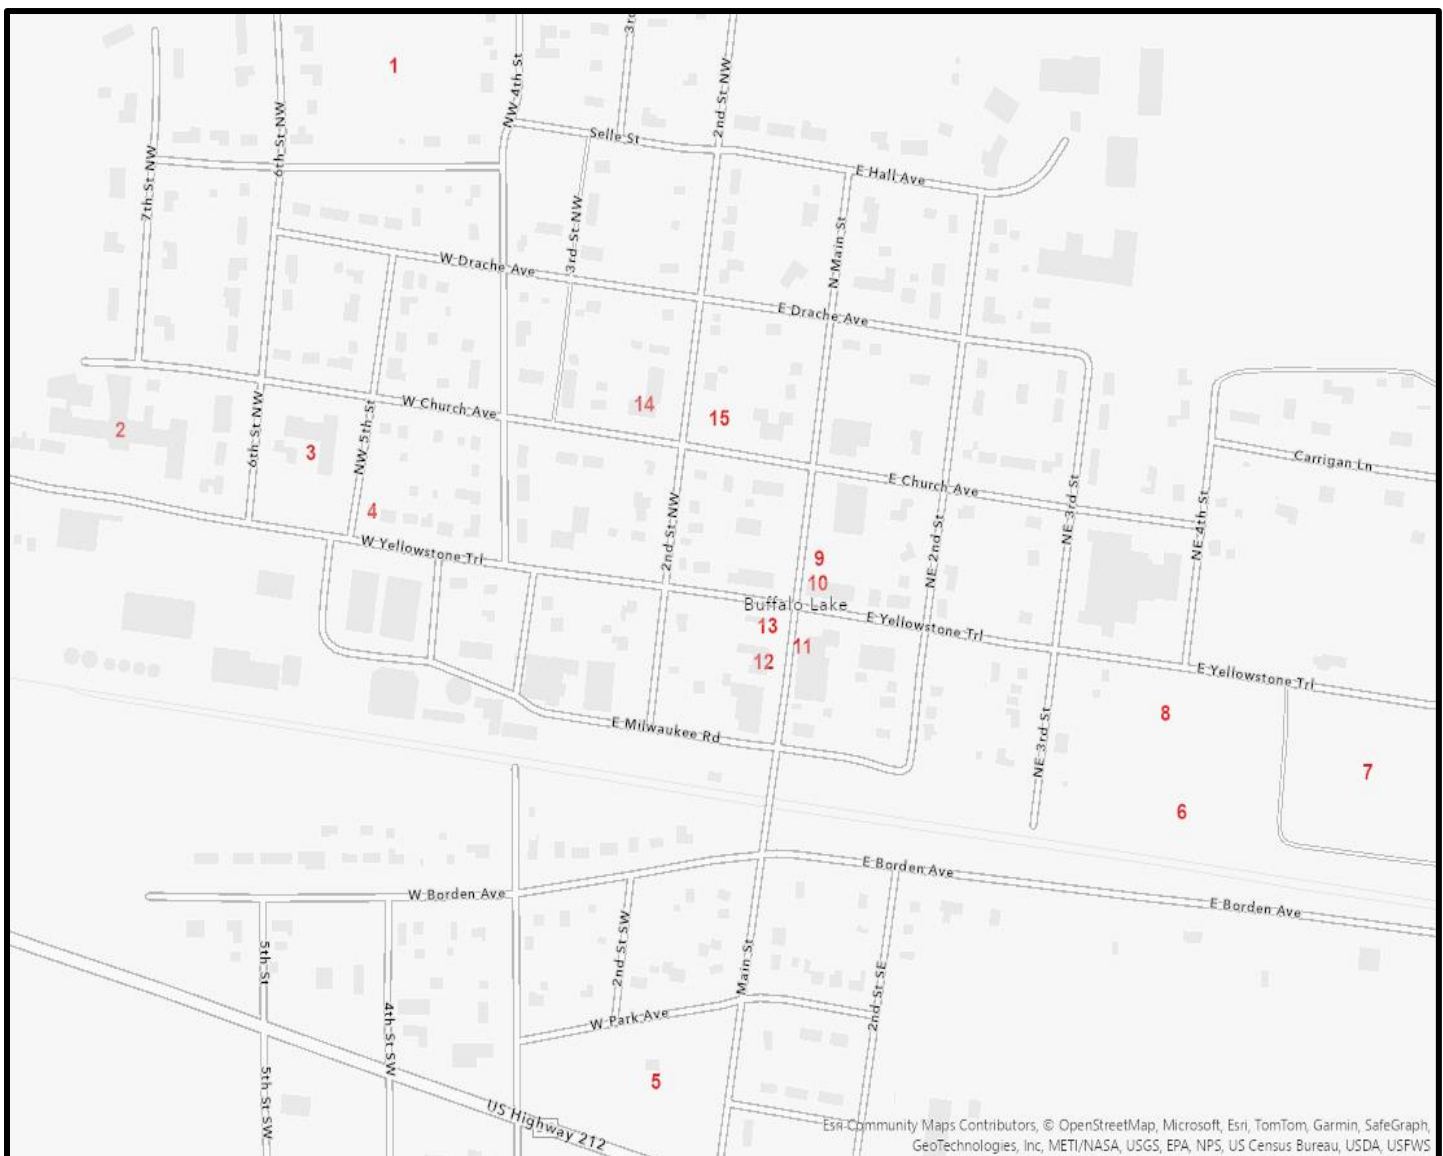 3rd
1
NW 4th St
2nd St NW
6th St NW
Selle St
7th St NW
E Hall Ave
3rd St NW
N Main St
W Drache Ave
E Drache Ave
14
15
W Church Ave
2
3
6th St NW
NW 5th St
4
Carrigan Ln
E Church Ave
NE 3rd St
NE 4th St
2nd St NW
W Yellowstone Trl
9
10
NE 2nd St
Buffalo Lake
13
11
12
E Yellowstone Trl
E Yellowstone Trl
8
E Milwaukee Rd
NE 3rd St
7
6
E Borden Ave
W Borden Ave
E Borden Ave
5th St
2nd St SW
Main St
2nd St SE
4th St SW
W Park Ave
5
5th St SW
US Highway 212
Esri Community Maps Contributors, © OpenStreetMap, Microsoft, Esri, TomTom, Garmin, SafeGraph,
GeoTechnologies, Inc, METI/NASA, USGS, EPA, NPS, US Census Bureau, USDA, USFWS